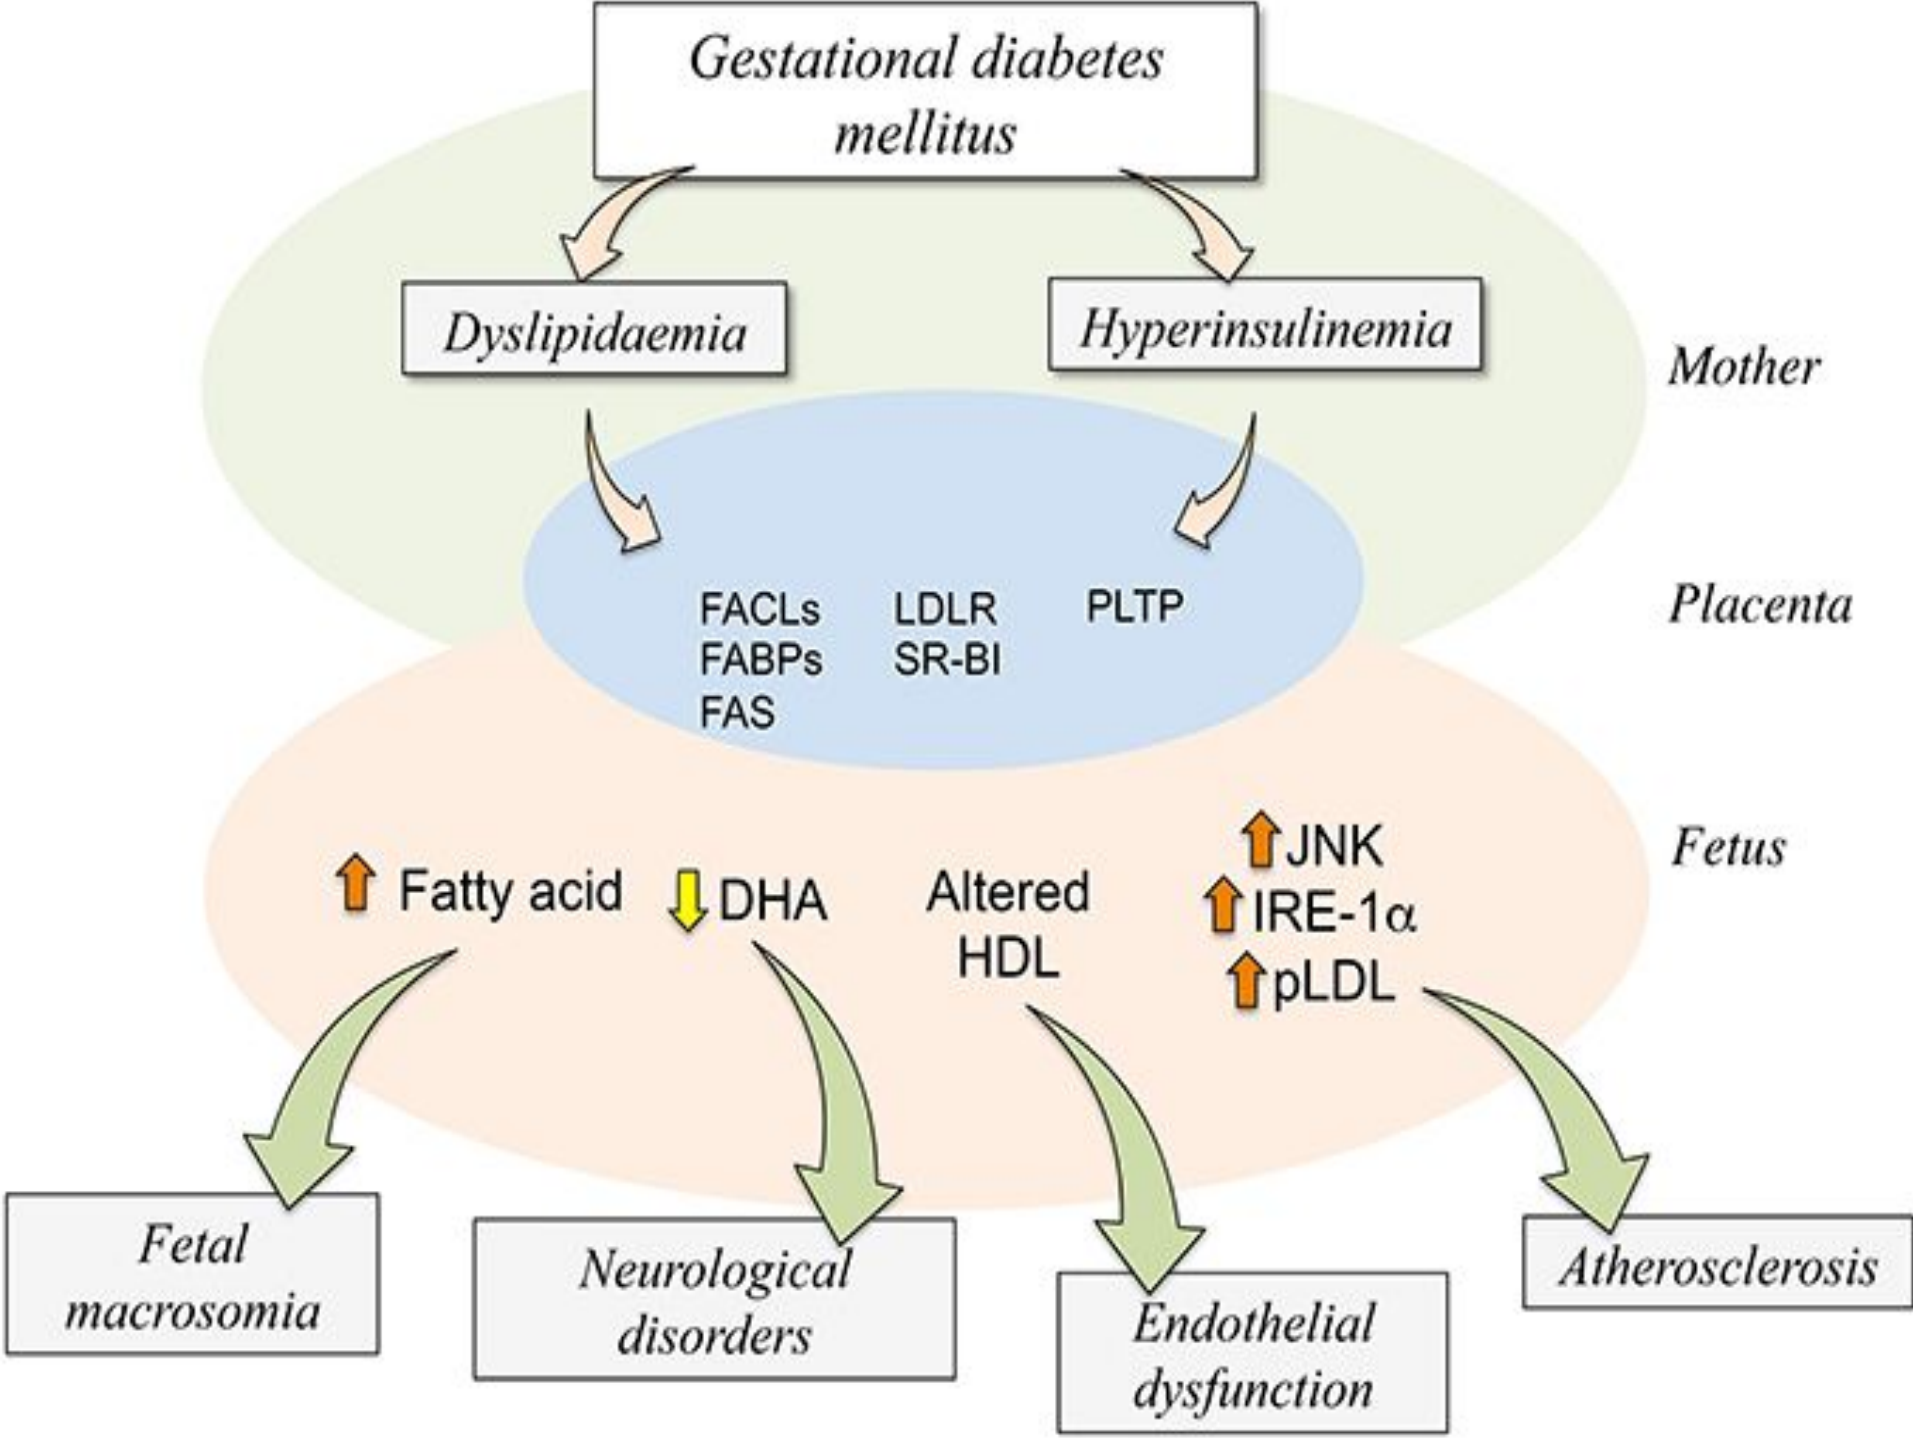 Gestational diabetes
mellitus
Dyslipidaemia
Hyperinsulinemia
Mother
Placenta
FACLs
FABPs
FAS
LDLR
SR-BI
PLTP
Fetus
Fatty acid
DHA
Altered
HDL
JNK
IRE-1α
pLDL
Fetal
macrosomia
Neurological
disorders
Endothelial
dysfunction
Atherosclerosis